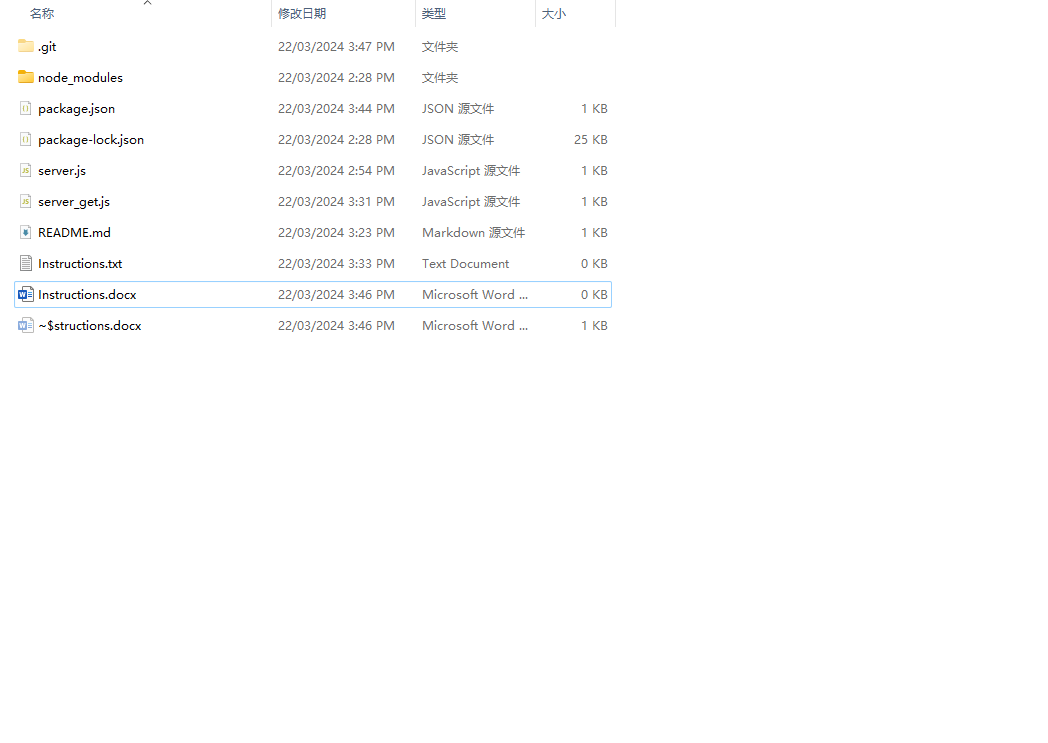 名称 修改日期 类型 大小
.git 22/03/2024 3:47 PM 文件夹
node_modules 22/03/2024 2:28 PM 文件夹
package.json 22/03/2024 3:44 PM JSON 源文件 1 KB
package-lock.json 22/03/2024 2:28 PM JSON 源文件 25 KB
server.js 22/03/2024 2:54 PM JavaScript 源文件 1 KB
server_get.js 22/03/2024 3:31 PM JavaScript 源文件 1 KB
README.md 22/03/2024 3:23 PM Markdown 源文件 1 KB
Instructions.txt 22/03/2024 3:33 PM Text Document 0 KB
Instructions.docx 22/03/2024 3:46 PM Microsoft Word ... 0 KB
~$structions.docx 22/03/2024 3:46 PM Microsoft Word ... 1 KB